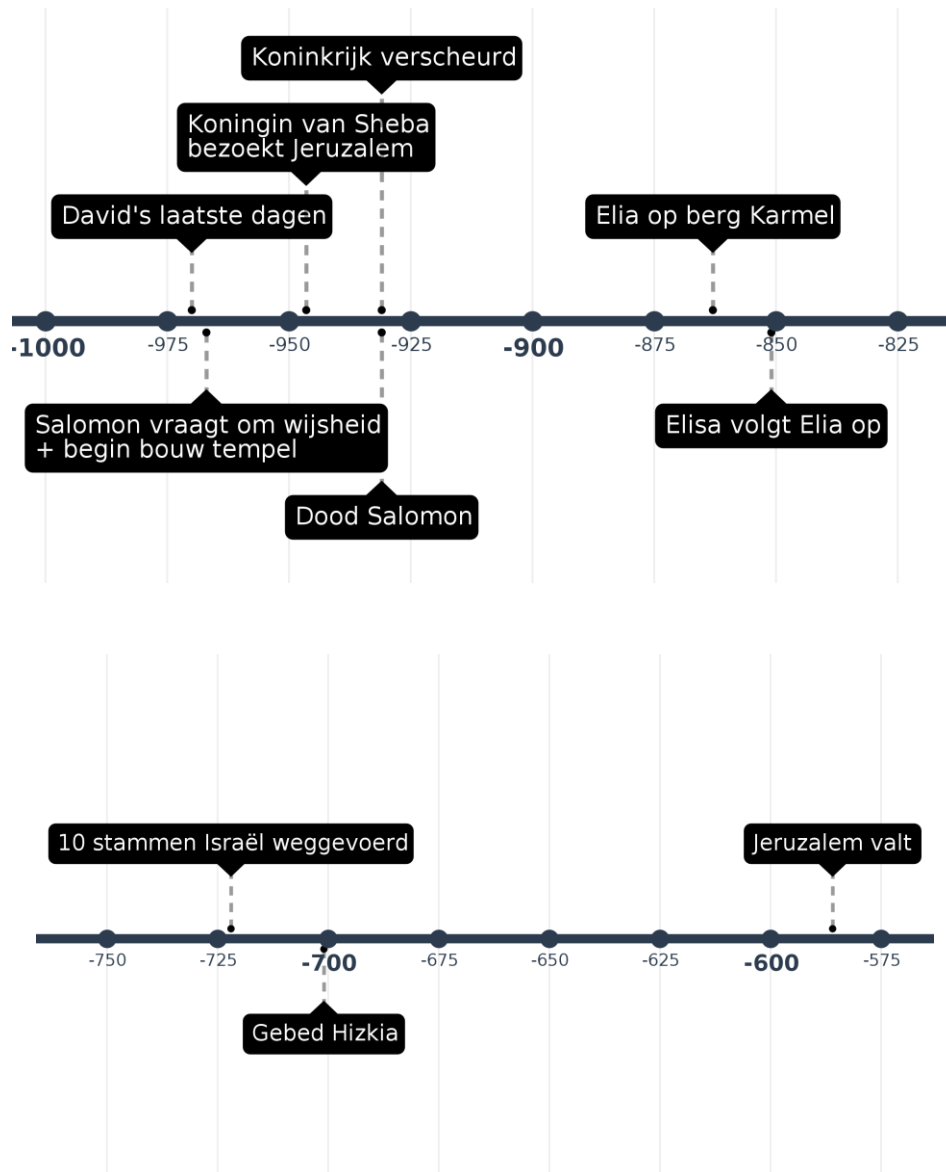 Koninkrijk verscheurd
Koningin van Sheba
bezoekt Jeruzalem
David's laatste dagen
Elia op berg Karmel
-1000 -975 -950 -925 -900 -875 -850 -825
Salomon vraagt om wijsheid
+ begin bouw tempel
Elisa volgt Elia op
Dood Salomon
10 stammen Israël weggevoerd
Jeruzalem valt
-750 -725 -700 -675 -650 -625 -600 -575
Gebed Hizkia